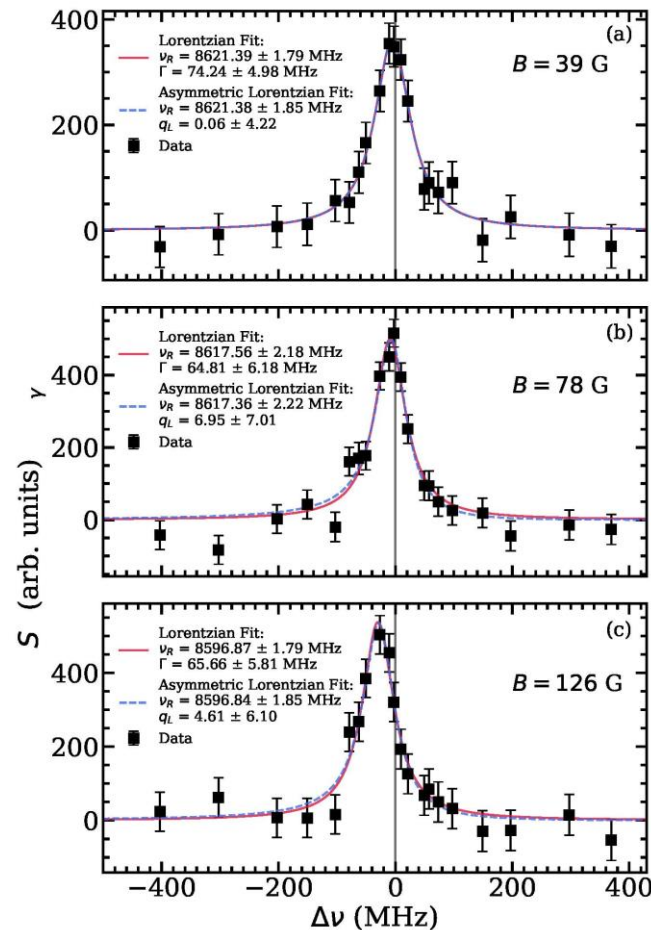 (a)
Lorentzian Fit:
ν_R = 8621.39 ± 1.79 MHz
Γ = 74.24 ± 4.98 MHz
Asymmetric Lorentzian Fit:
ν_R = 8621.38 ± 1.85 MHz
q_L = 0.06 ± 4.22
Data
B = 39 G
400
200
0
(b)
Lorentzian Fit:
ν_R = 8617.56 ± 2.18 MHz
Γ = 64.81 ± 6.18 MHz
Asymmetric Lorentzian Fit:
ν_R = 8617.36 ± 2.22 MHz
q_L = 6.95 ± 7.01
Data
B = 78 G
400
200
0
S_γ (arb. units)
(c)
Lorentzian Fit:
ν_R = 8596.87 ± 1.79 MHz
Γ = 65.66 ± 5.81 MHz
Asymmetric Lorentzian Fit:
ν_R = 8596.84 ± 1.85 MHz
q_L = 4.61 ± 6.10
Data
B = 126 G
400
200
0
−400 −200 0 200 400
Δν (MHz)